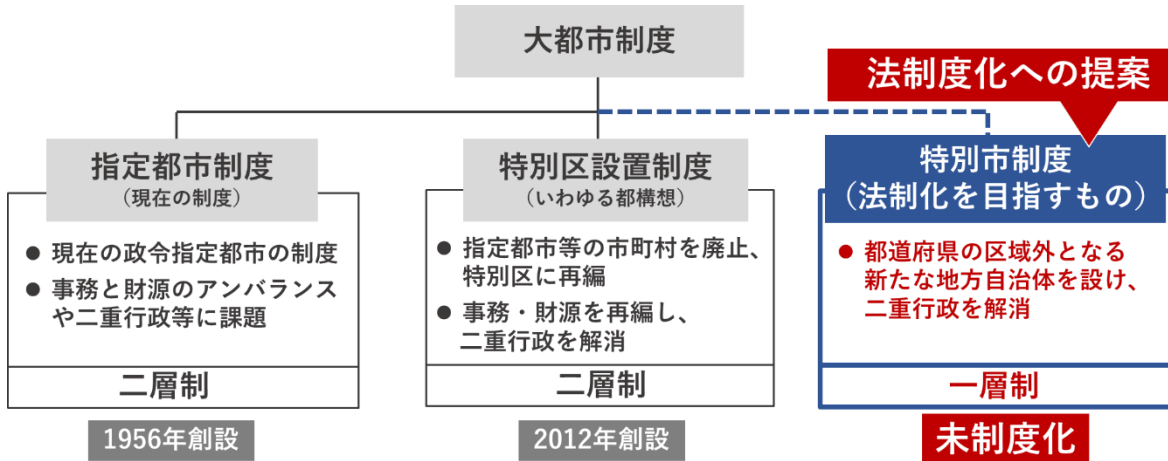 大都市制度
法制度化への提案
指定都市制度
（現在の制度）
● 現在の政令指定都市の制度
● 事務と財源のアンバランス
や二重行政等に課題
二層制
1956年創設
特別区設置制度
（いわゆる都構想）
● 指定都市等の市町村を廃止、
特別区に再編
● 事務・財源を再編し、
二重行政を解消
二層制
2012年創設
特別市制度
（法制化を目指すもの）
● 都道府県の区域外となる
新たな地方自治体を設け、
二重行政を解消
一層制
未制度化